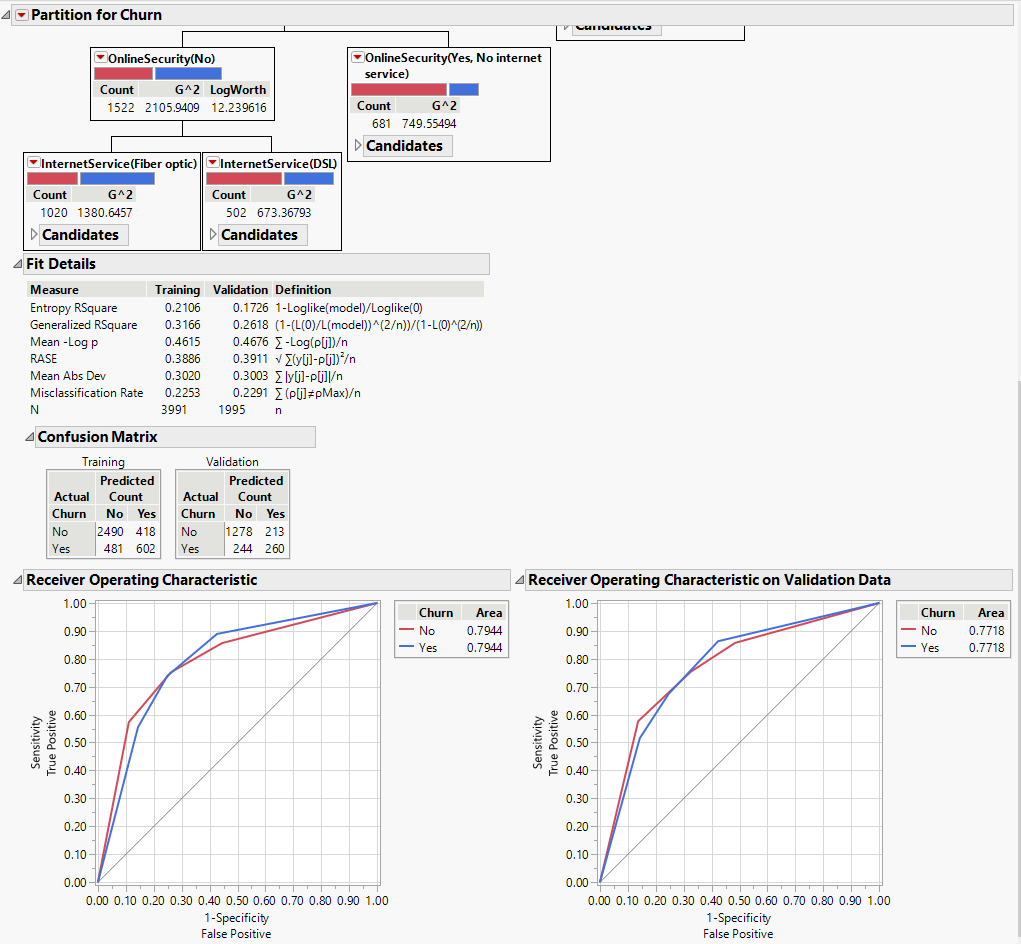 Partition for Churn
Candidates
OnlineSecurity(No)
Count G^2 LogWorth
1522 2105.9409 12.239616
OnlineSecurity(Yes, No internet
service)
Count G^2
681 749.55494
Candidates
InternetService(Fiber optic)
Count G^2
1020 1380.6457
Candidates
InternetService(DSL)
Count G^2
502 673.36793
Candidates
Fit Details
Measure Training Validation Definition
Entropy RSquare 0.2106 0.1726 1-Loglike(model)/Loglike(0)
Generalized RSquare 0.3166 0.2618 (1-(L(0)/L(model))^(2/n))/(1-L(0)^(2/n))
Mean -Log p 0.4615 0.4676 ∑ -Log(ρ[j])/n
RASE 0.3886 0.3911 √ ∑(y[j]-ρ[j])²/n
Mean Abs Dev 0.3020 0.3003 ∑ |y[j]-ρ[j]|/n
Misclassification Rate 0.2253 0.2291 ∑ (ρ[j]≠ρMax)/n
N 3991 1995 n
Confusion Matrix
Training
Predicted
Actual Count
Churn No Yes
No 2490 418
Yes 481 602
Validation
Predicted
Actual Count
Churn No Yes
No 1278 213
Yes 244 260
Receiver Operating Characteristic
1.00
0.90
0.80
0.70
0.60
0.50
0.40
0.30
0.20
0.10
0.00
Sensitivity
True Positive
0.00 0.10 0.20 0.30 0.40 0.50 0.60 0.70 0.80 0.90 1.00
1-Specificity
False Positive
Churn Area
No 0.7944
Yes 0.7944
Receiver Operating Characteristic on Validation Data
1.00
0.90
0.80
0.70
0.60
0.50
0.40
0.30
0.20
0.10
0.00
Sensitivity
True Positive
0.00 0.10 0.20 0.30 0.40 0.50 0.60 0.70 0.80 0.90 1.00
1-Specificity
False Positive
Churn Area
No 0.7718
Yes 0.7718